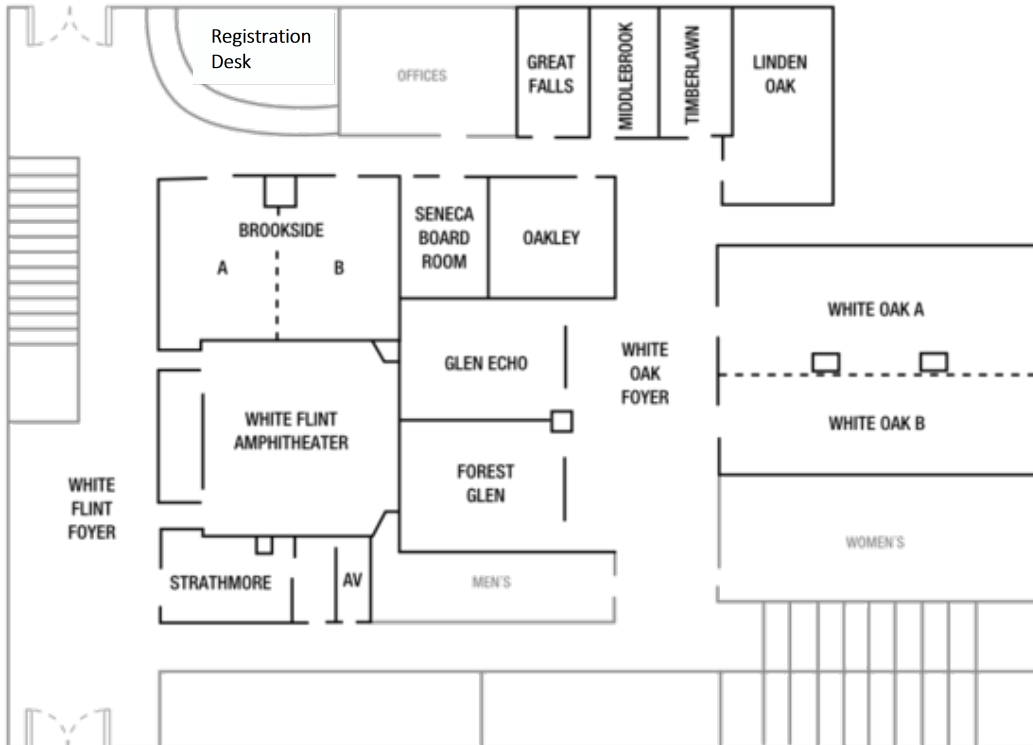 Registration
Desk
OFFICES
GREAT
FALLS
MIDDLEBROOK
TIMBERLAWN
LINDEN
OAK
BROOKSIDE
A
B
SENECA
BOARD
ROOM
OAKLEY
WHITE OAK A
GLEN ECHO
WHITE
OAK
FOYER
WHITE FLINT
AMPHITHEATER
WHITE OAK B
FOREST
GLEN
WHITE
FLINT
FOYER
WOMEN'S
STRATHMORE
AV
MEN'S